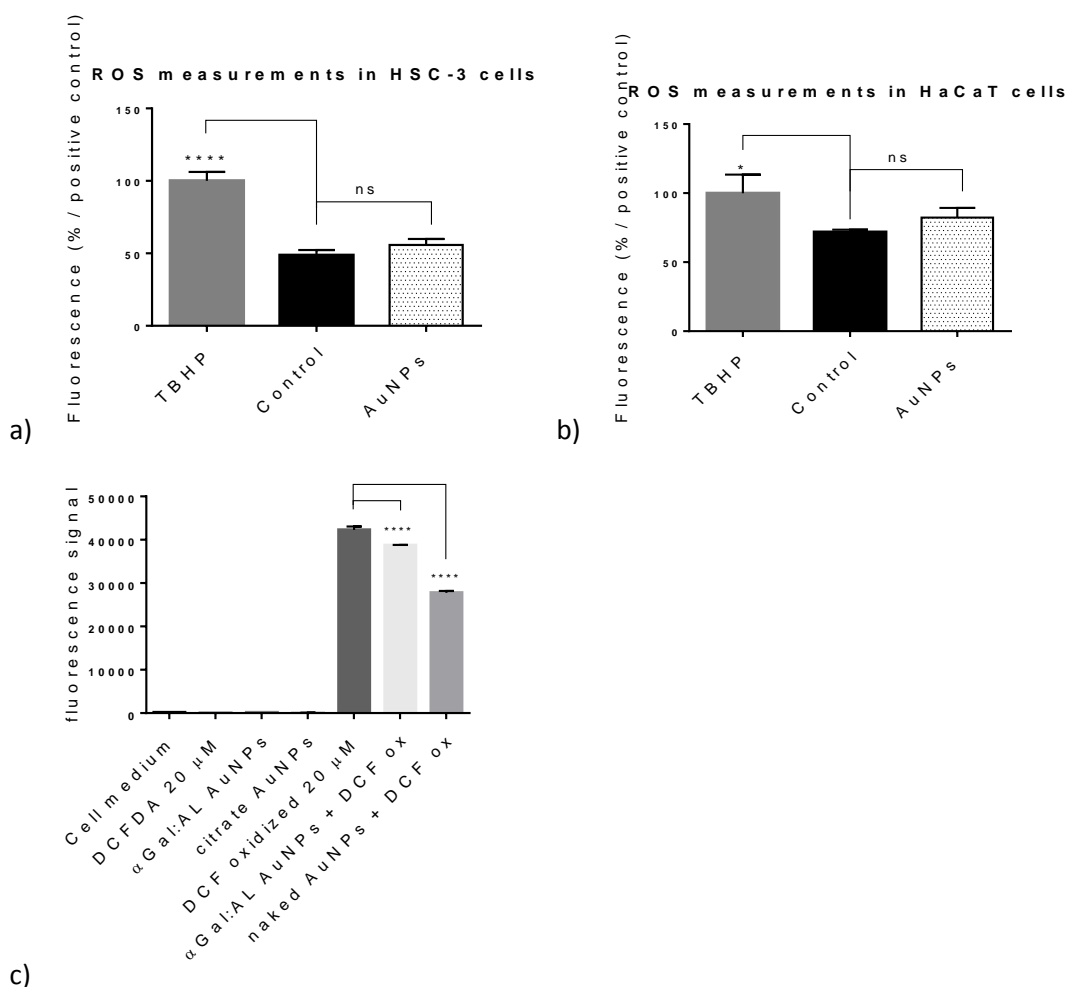 ROS measurements in HSC-3 cells
Fluorescence (% / positive control)
150
100
50
0
****
ns
TBHP
Control
AuNPs
a)
ROS measurements in HaCaT cells
Fluorescence (% / positive control)
150
100
50
0
*
ns
TBHP
Control
AuNPs
b)
fluorescence signal
50000
40000
30000
20000
10000
0
****
****
Cell medium
DCFDA 20 µM
αGal:AL AuNPs
citrate AuNPs
DCF oxidized 20 µM
αGal:AL AuNPs + DCF ox
naked AuNPs + DCF ox
c)